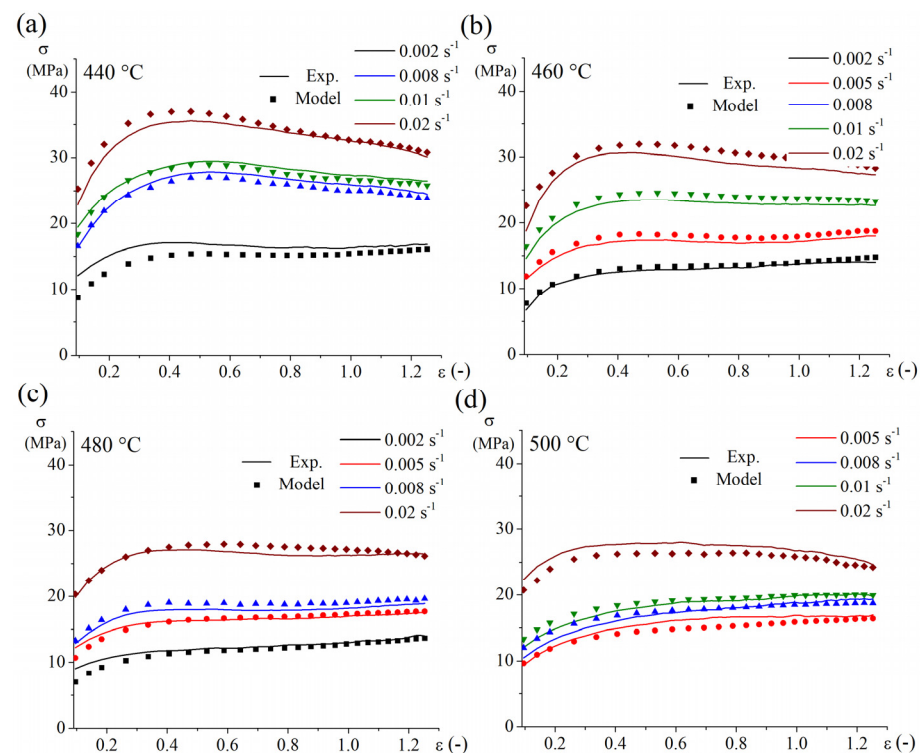 (a)
σ
(MPa)
440 °C
Exp.
Model
0.002 s⁻¹
0.008 s⁻¹
0.01 s⁻¹
0.02 s⁻¹
40
30
20
10
0
0.2 0.4 0.6 0.8 1.0 1.2 ε (-)
(b)
σ
(MPa)
460 °C
Exp.
Model
0.002 s⁻¹
0.005 s⁻¹
0.008
0.01 s⁻¹
0.02 s⁻¹
40
30
20
10
0
0.2 0.4 0.6 0.8 1.0 1.2 ε (-)
(c)
σ
(MPa)
480 °C
Exp.
Model
0.002 s⁻¹
0.005 s⁻¹
0.008 s⁻¹
0.02 s⁻¹
40
30
20
10
0
0.2 0.4 0.6 0.8 1.0 1.2 ε (-)
(d)
σ
(MPa)
500 °C
Exp.
Model
0.005 s⁻¹
0.008 s⁻¹
0.01 s⁻¹
0.02 s⁻¹
40
30
20
10
0
0.2 0.4 0.6 0.8 1.0 1.2 ε (-)